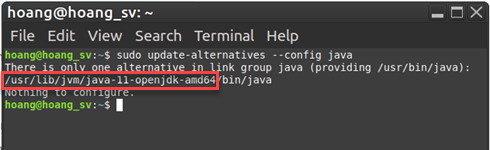 hoang@hoang_sv: ~
File Edit View Search Terminal Help
hoang@hoang_sv:~$ sudo update-alternatives --config java
There is only one alternative in link group java (providing /usr/bin/java):
/usr/lib/jvm/java-11-openjdk-amd64/bin/java
Nothing to configure.
hoang@hoang_sv:~$